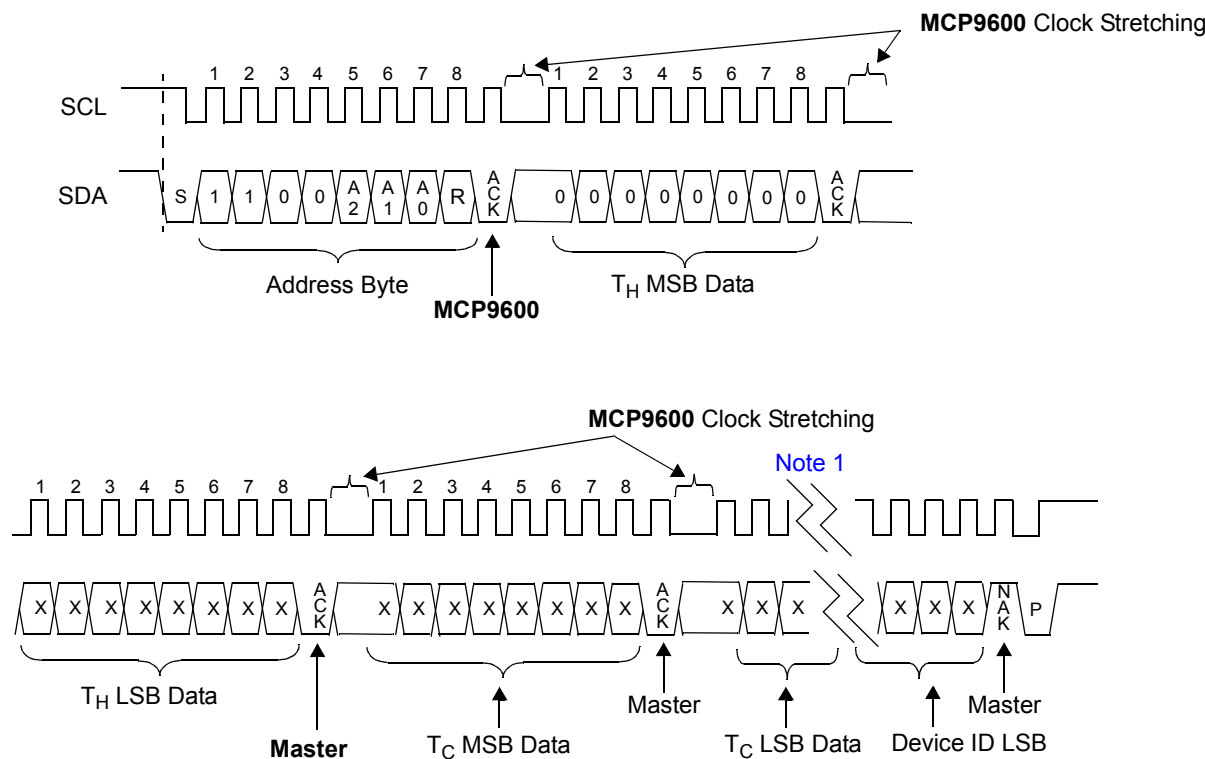 MCP9600 Clock Stretching
1 2 3 4 5 6 7 8 1 2 3 4 5 6 7 8
SCL
SDA S 1 1 0 0 A2 A1 A0 R ACK 0 0 0 0 0 0 0 0 ACK
Address Byte TH MSB Data
MCP9600
MCP9600 Clock Stretching
Note 1
1 2 3 4 5 6 7 8 1 2 3 4 5 6 7 8
X X X X X X X X ACK X X X X X X X X ACK X X X X X X NAK P
TH LSB Data Master Master
Master TC MSB Data TC LSB Data Device ID LSB